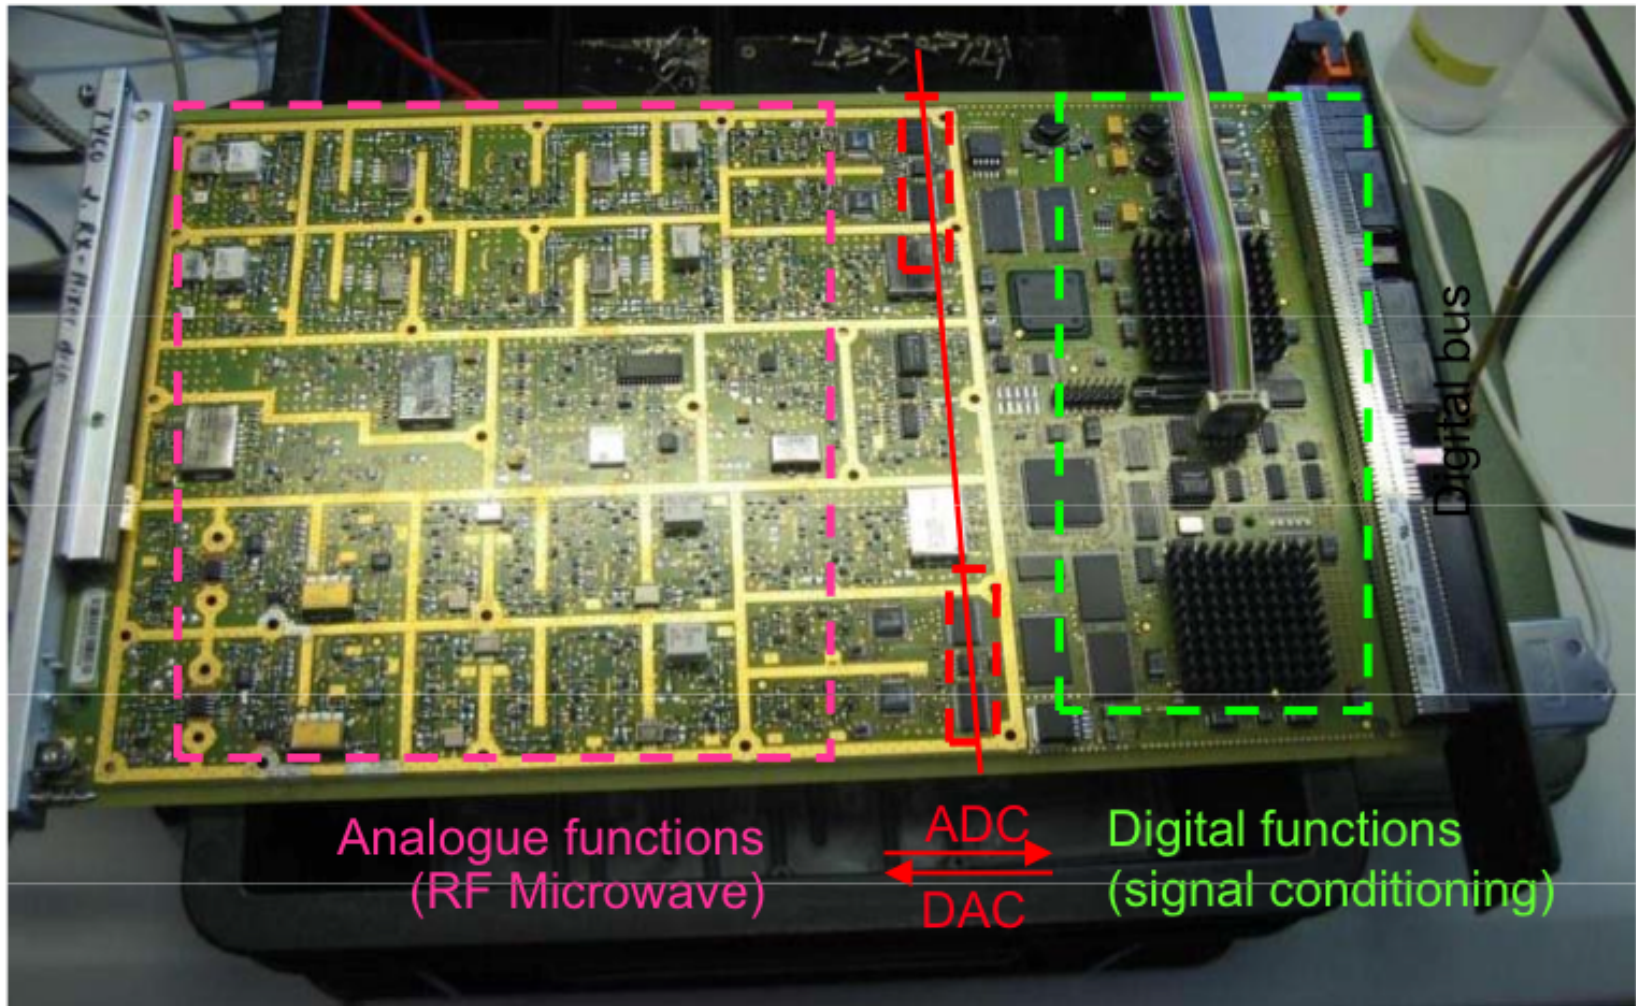 TYCO
Digital bus
Analogue functions
(RF Microwave)
ADC
DAC
Digital functions
(signal conditioning)